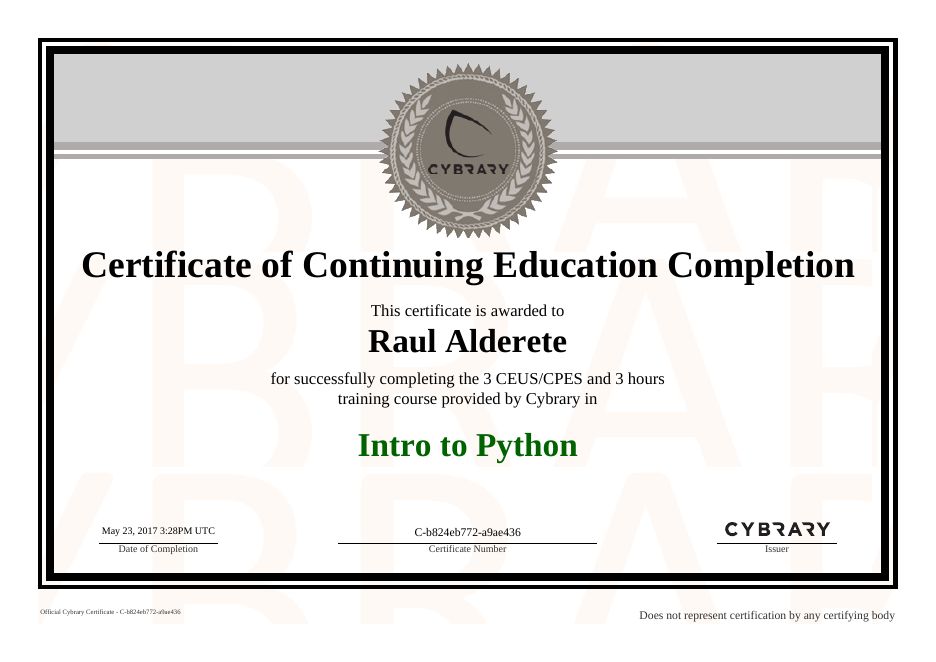 CYBRARY
Certificate of Continuing Education Completion
This certificate is awarded to
Raul Alderete
for successfully completing the 3 CEUS/CPES and 3 hours
training course provided by Cybrary in
Intro to Python
May 23, 2017 3:28PM UTC
Date of Completion
C-b824eb772-a9ae436
Certificate Number
CYBRARY
Issuer
Official Cybrary Certificate - C-b824eb772-a9ae436
Does not represent certification by any certifying body